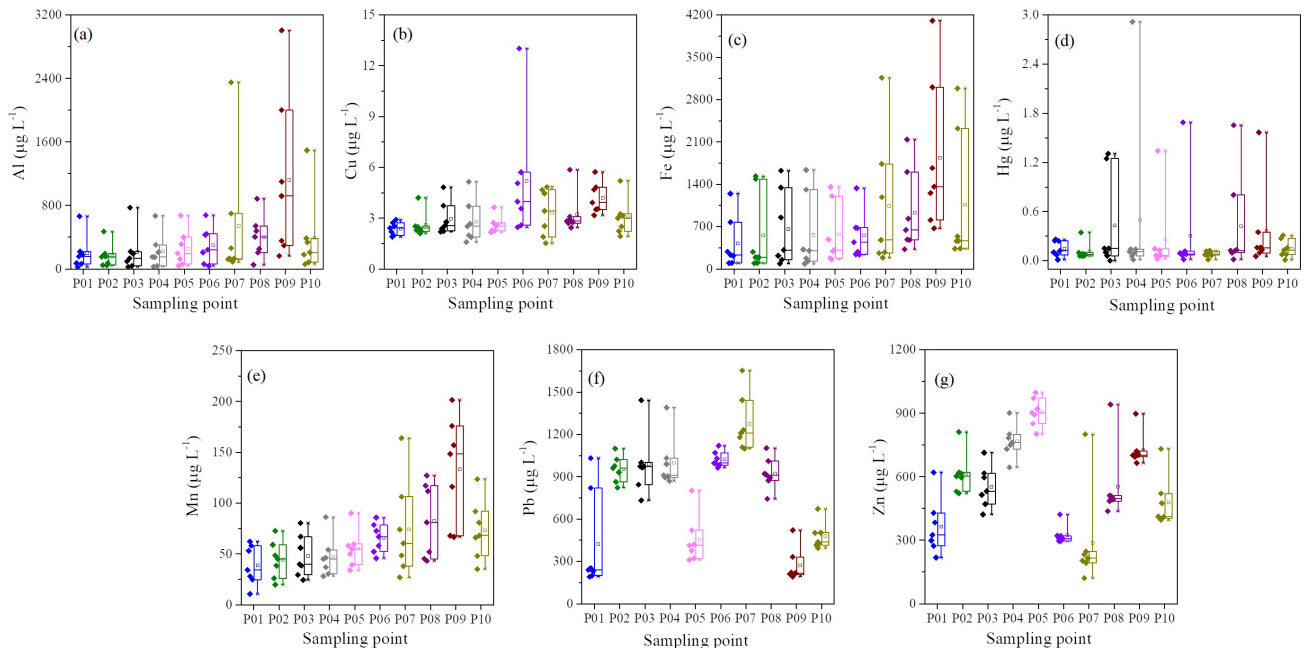 (a)
Al (μg L⁻¹)
3200
2400
1600
800
0
P01 P02 P03 P04 P05 P06 P07 P08 P09 P10
Sampling point
(b)
Cu (μg L⁻¹)
15
12
9
6
3
0
P01 P02 P03 P04 P05 P06 P07 P08 P09 P10
Sampling point
(c)
Fe (μg L⁻¹)
4200
3500
2800
2100
1400
700
0
P01 P02 P03 P04 P05 P06 P07 P08 P09 P10
Sampling point
(d)
Hg (μg L⁻¹)
3.0
2.4
1.8
1.2
0.6
0.0
P01 P02 P03 P04 P05 P06 P07 P08 P09 P10
Sampling point
(e)
Mn (μg L⁻¹)
250
200
150
100
50
0
P01 P02 P03 P04 P05 P06 P07 P08 P09 P10
Sampling point
(f)
Pb (μg L⁻¹)
1800
1500
1200
900
600
300
0
P01 P02 P03 P04 P05 P06 P07 P08 P09 P10
Sampling point
(g)
Zn (μg L⁻¹)
1200
900
600
300
0
P01 P02 P03 P04 P05 P06 P07 P08 P09 P10
Sampling point